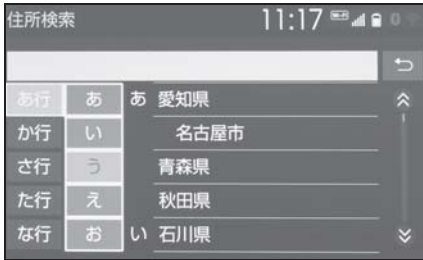 住所検索 11:17 0
あ行 あ あ 愛知県
か行 い 名古屋市
さ行 う 青森県
た行 え 秋田県
な行 お い 石川県